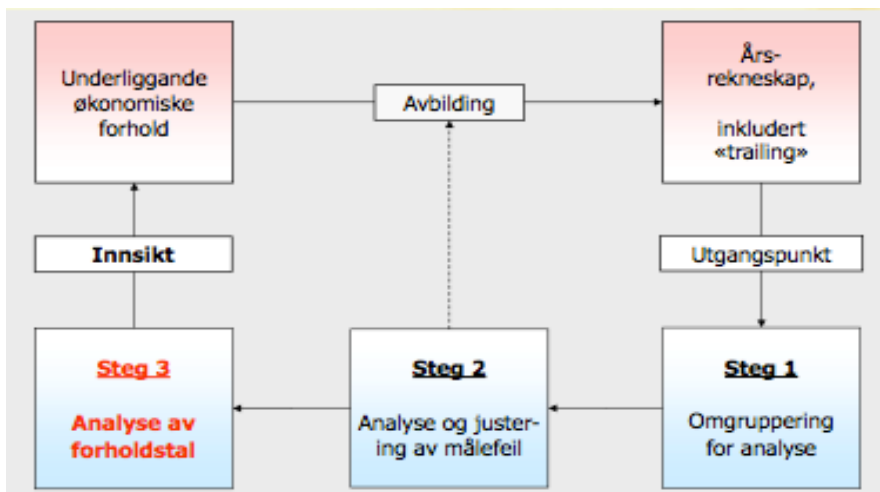 Underliggande
økonomiske
forhold
Avbilding
Års-
rekneskap,
inkludert
«trailing»
Innsikt
Utgangspunkt
Steg 3
Analyse av
forholdstal
Steg 2
Analyse og juster-
ing av målefeil
Steg 1
Omgruppering
for analyse